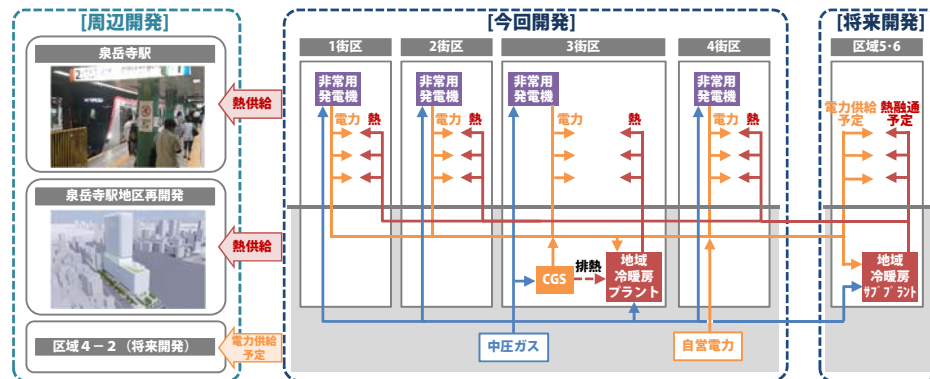 [周辺開発]
泉岳寺駅
熱供給
泉岳寺駅地区再開発
熱供給
区域4-2(将来開発)
電力供給
予定
[今回開発]
1街区
2街区
3街区
4街区
非常用
発電機
非常用
発電機
非常用
発電機
非常用
発電機
電力 熱
電力 熱
電力
熱
電力 熱
CGS
排熱
地域
冷暖房
プラント
中圧ガス
自営電力
[将来開発]
区域5・6
電力供給
予定
熱融通
予定
地域
冷暖房
サブプラント